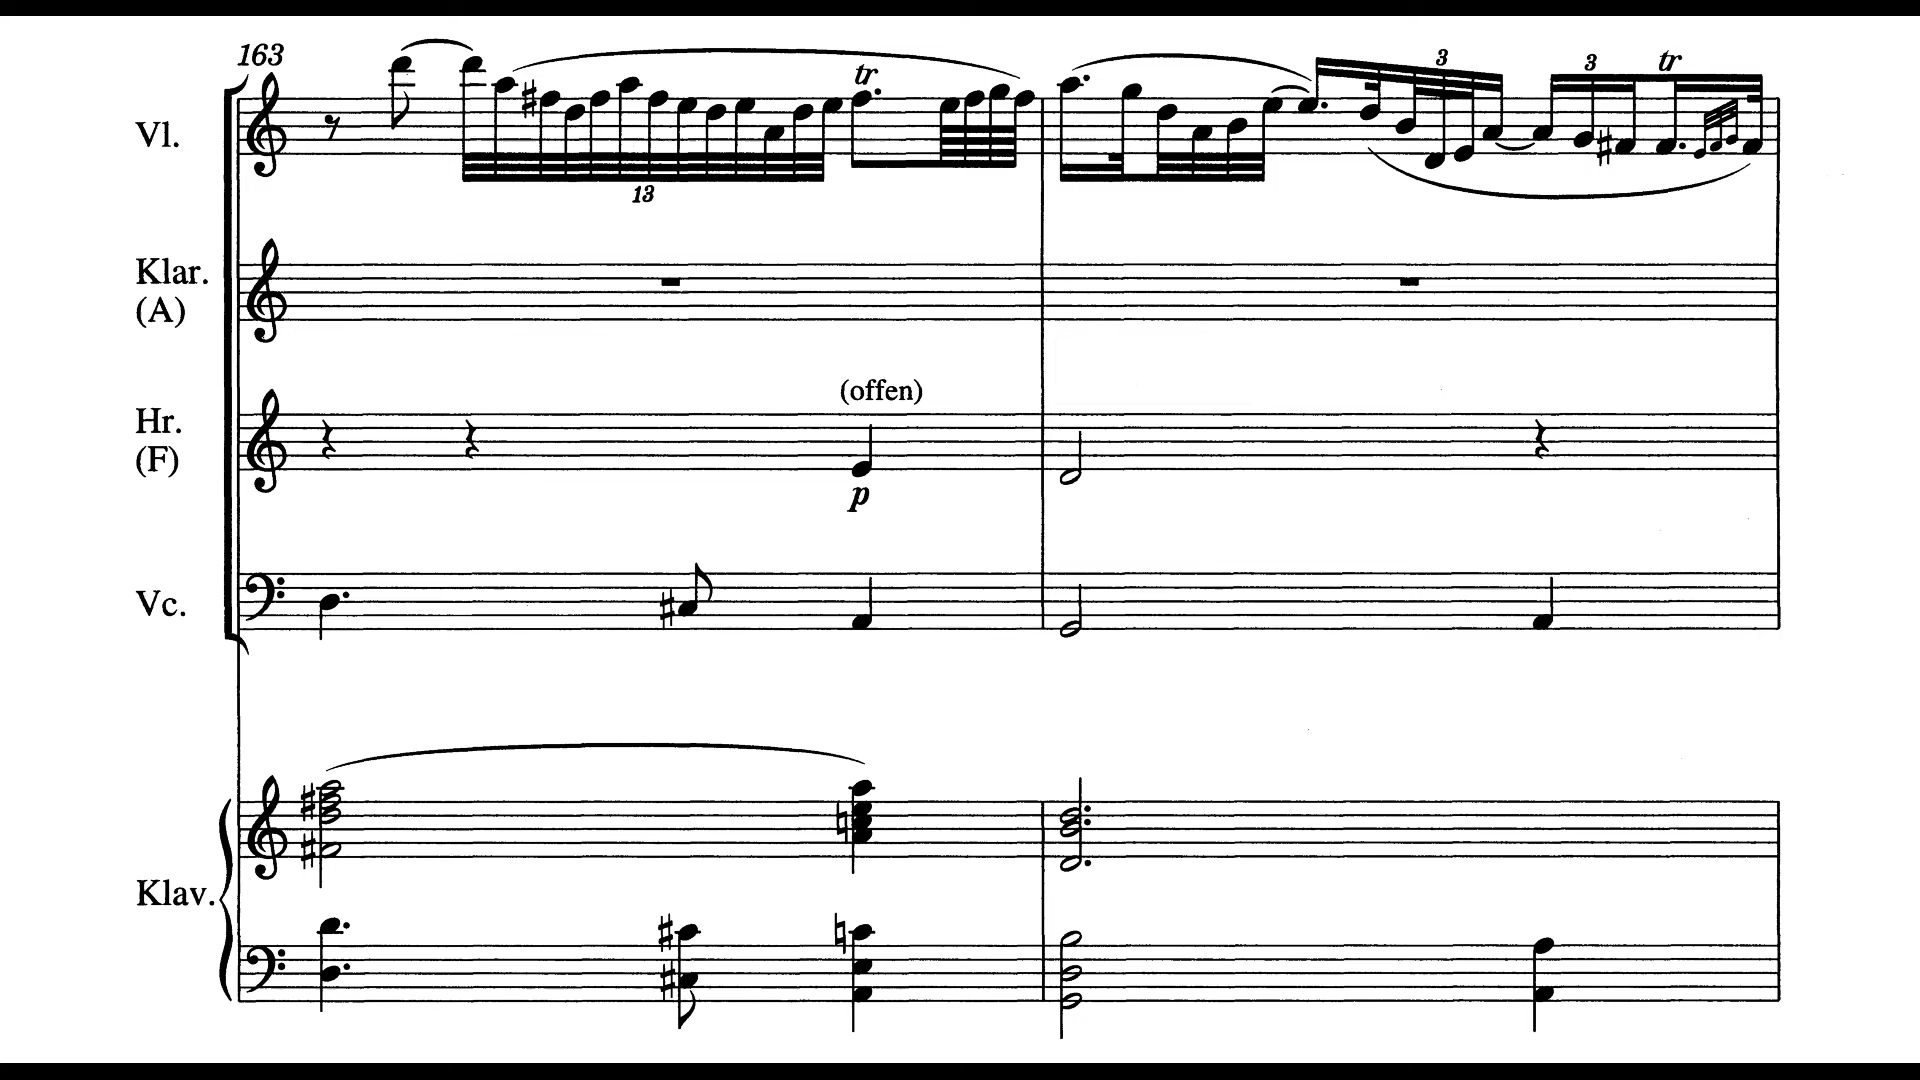 163
Vl.
tr
3
3
tr
13
Klar.
(A)
(offen)
Hr.
(F)
p
Vc.
Klav.